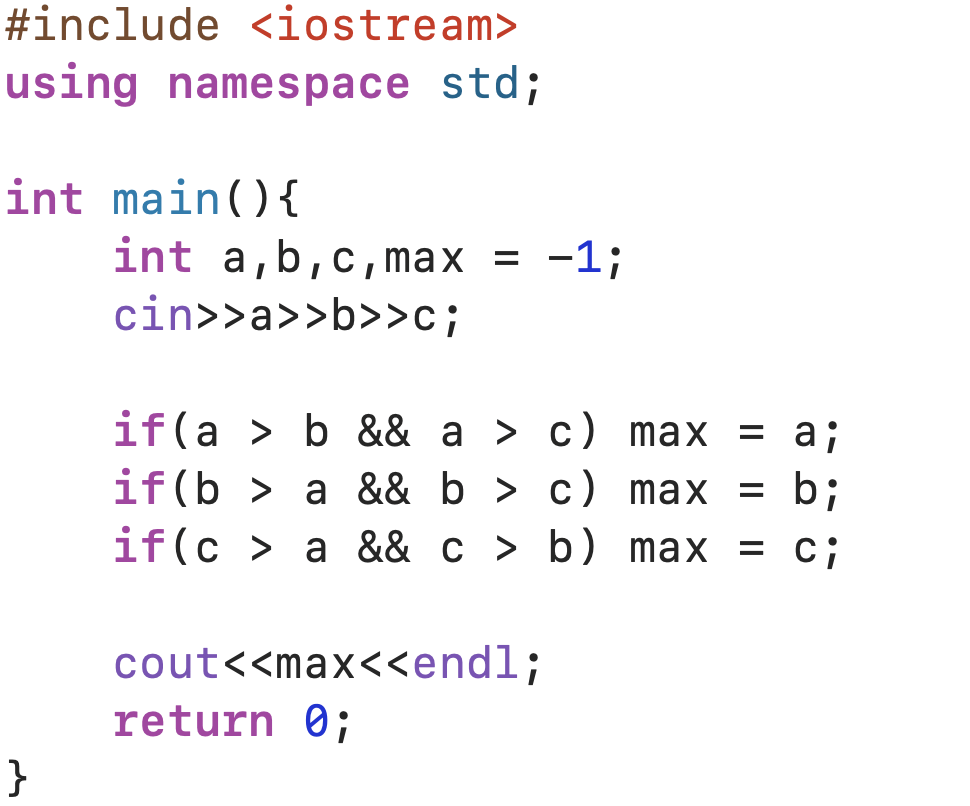 #include <iostream>
using namespace std;

int main(){
    int a,b,c,max = -1;
    cin>>a>>b>>c;

    if(a > b && a > c) max = a;
    if(b > a && b > c) max = b;
    if(c > a && c > b) max = c;

    cout<<max<<endl;
    return 0;
}